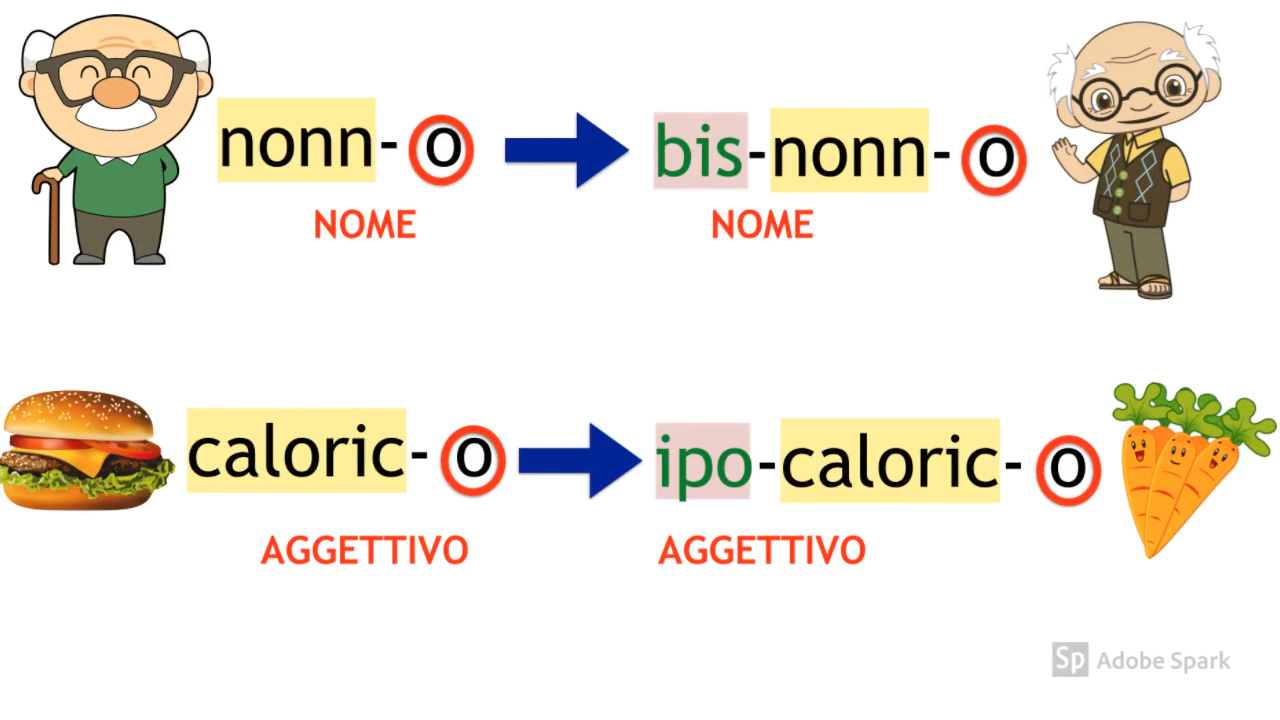 nonn-o bis-nonn-o
NOME NOME
caloric-o ipo-caloric-o
AGGETTIVO AGGETTIVO
Sp Adobe Spark